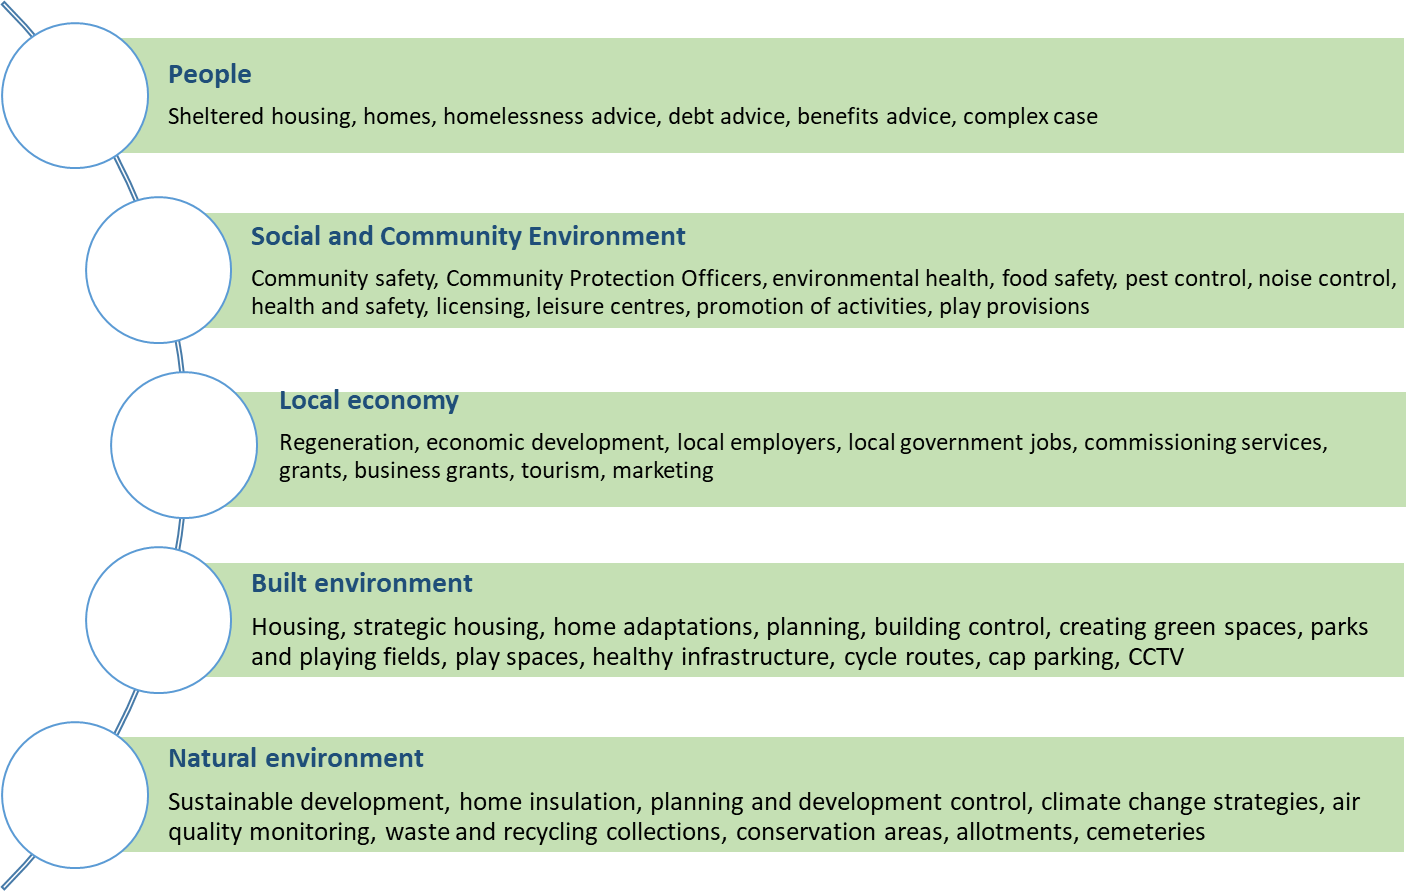 People
Sheltered housing, homes, homelessness advice, debt advice, benefits advice, complex case
Social and Community Environment
Community safety, Community Protection Officers, environmental health, food safety, pest control, noise control,
health and safety, licensing, leisure centres, promotion of activities, play provisions
Local economy
Regeneration, economic development, local employers, local government jobs, commissioning services,
grants, business grants, tourism, marketing
Built environment
Housing, strategic housing, home adaptations, planning, building control, creating green spaces, parks
and playing fields, play spaces, healthy infrastructure, cycle routes, cap parking, CCTV
Natural environment
Sustainable development, home insulation, planning and development control, climate change strategies, air
quality monitoring, waste and recycling collections, conservation areas, allotments, cemeteries